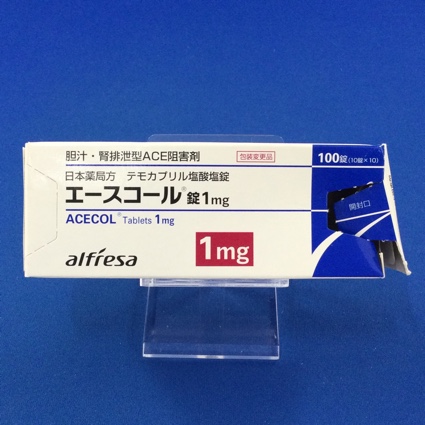 胆汁・腎排泄型ACE阻害剤
包装変更品
100錠(10錠×10)
日本薬局方 テモカプリル塩酸塩錠
エースコール®錠1mg
ACECOL® Tablets 1mg
開封口
1mg
alfresa